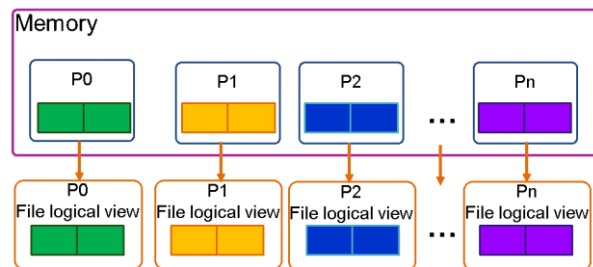 Memory
P0 P1 P2 ... Pn
P0 P1 P2 Pn
File logical view File logical view File logical view ... File logical view